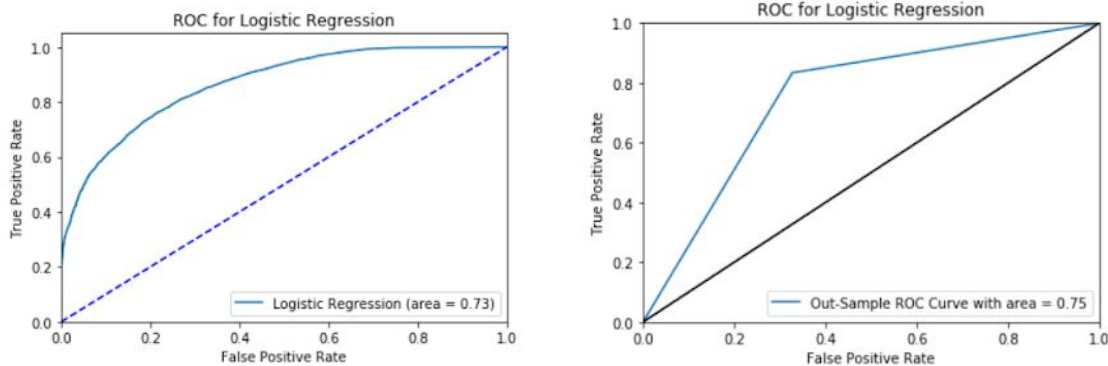 ROC for Logistic Regression
1.0
0.8
0.6
0.4
0.2
0.0
True Positive Rate
0.0 0.2 0.4 0.6 0.8 1.0
False Positive Rate
Logistic Regression (area = 0.73)
ROC for Logistic Regression
1.0
0.8
0.6
0.4
0.2
0.0
True Positive Rate
0.0 0.2 0.4 0.6 0.8 1.0
False Positive Rate
Out-Sample ROC Curve with area = 0.75